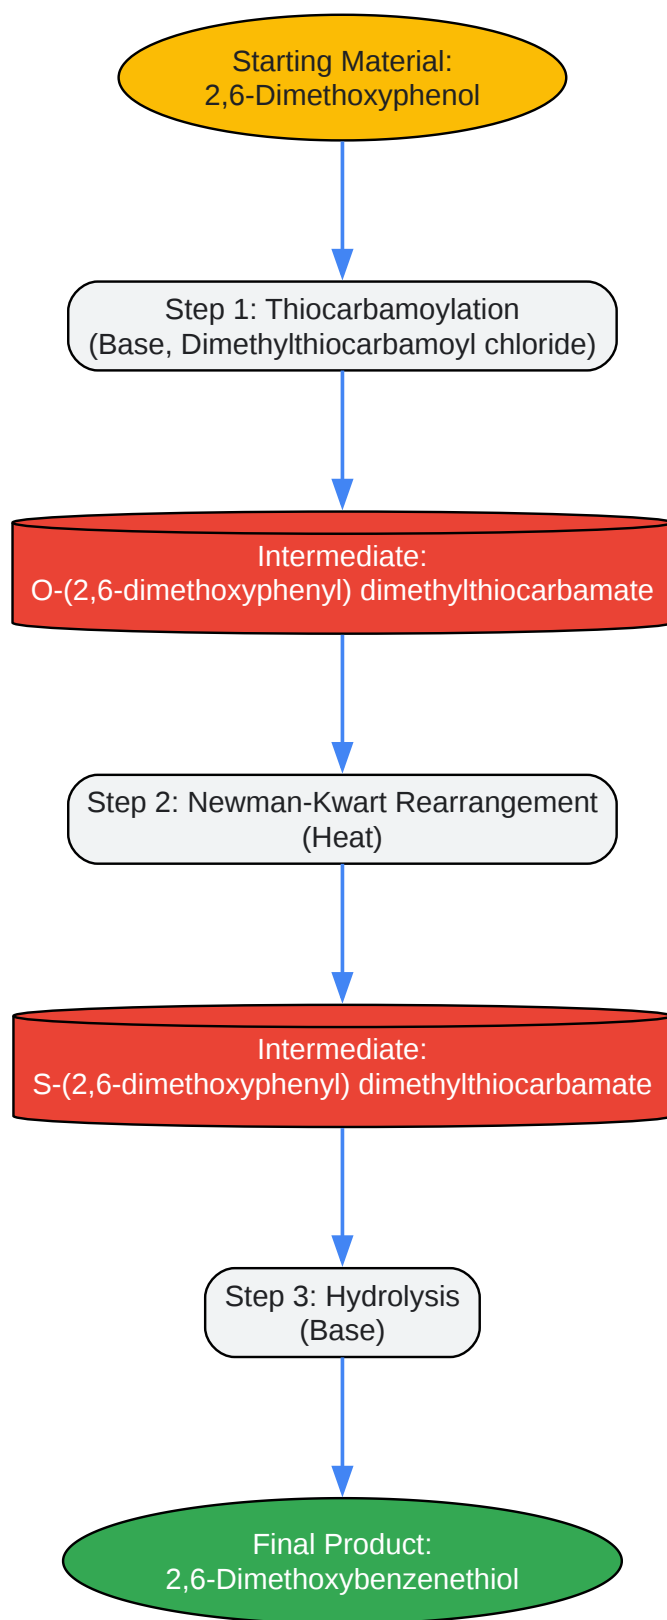 Starting Material:
2,6-Dimethoxyphenol
Step 1: Thiocarbamoylation
(Base, Dimethylthiocarbamoyl chloride)
Intermediate:
O-(2,6-dimethoxyphenyl) dimethylthiocarbamate
Step 2: Newman-Kwart Rearrangement
(Heat)
Intermediate:
S-(2,6-dimethoxyphenyl) dimethylthiocarbamate
Step 3: Hydrolysis
(Base)
Final Product:
2,6-Dimethoxybenzenethiol